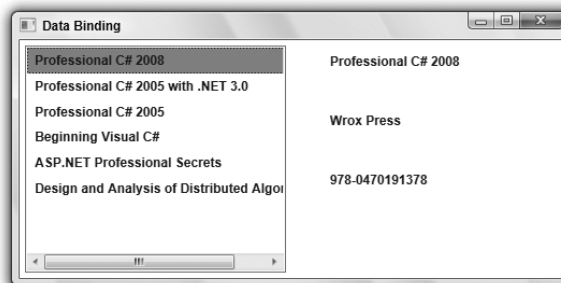 Data Binding
Professional C# 2008
Professional C# 2005 with .NET 3.0
Professional C# 2005
Beginning Visual C#
ASP.NET Professional Secrets
Design and Analysis of Distributed Algor
Professional C# 2008
Wrox Press
978-0470191378